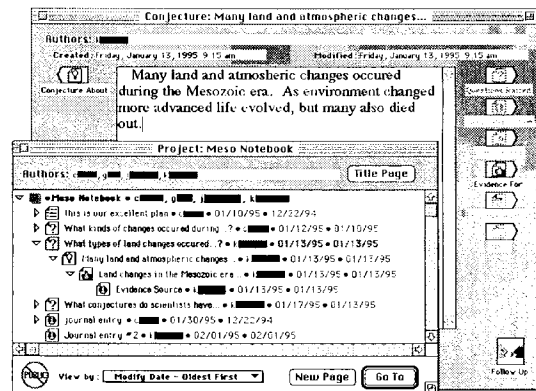 Conjecture: Many land and atmospheric changes...
Authors:
Created: Friday, January 13, 1995 9:15 am
Modified: Friday, January 13, 1995 9:15 am
Conjecture About
Many land and atmosheric changes occured
during the Mesozoic era. As environment changed
more advanced life evolved, but many also died
out.
Questions Raised
Evidence For
Follow Up
Project: Meso Notebook
Authors: c , g , j , k
Title Page
Meso Notebook • c , g , j , k
This is our excellent plan • c • 01/10/95 • 12/22/94
What kinds of changes occured during ..? • k • 01/12/95 • 01/10/95
What types of land changes occured..? • k • 01/13/95 • 01/13/95
Many land and atmospheric changes... • k • 01/13/95 • 01/13/95
Land changes in the Mesozoic era... • k • 01/13/95 • 01/13/95
Evidence Source • k • 01/13/95 • 01/13/95
What conjectures do scientists have... • k • 01/17/95 • 01/13/95
journal entry • c • 01/30/95 • 12/22/94
Journal entry #2 • k • 02/01/95 • 02/01/95
PUBLIC
View by: Modify Date - Oldest First
New Page
Go To